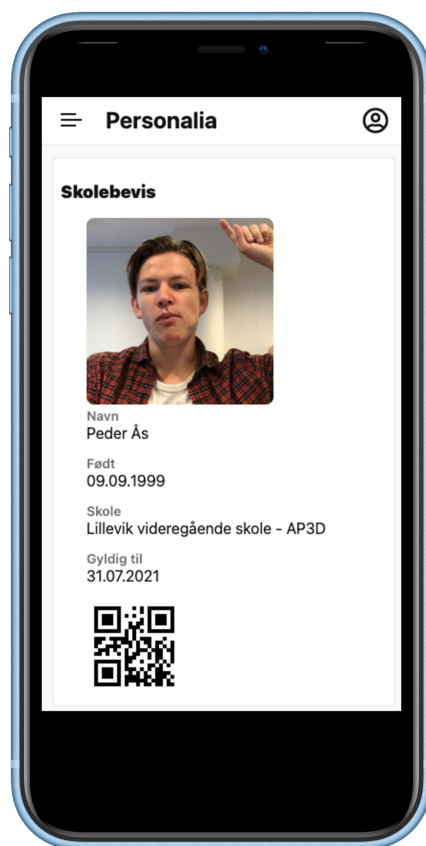 Personalia
Skolebevis
Navn
Peder Ås
Født
09.09.1999
Skole
Lillevik videregående skole - AP3D
Gyldig til
31.07.2021